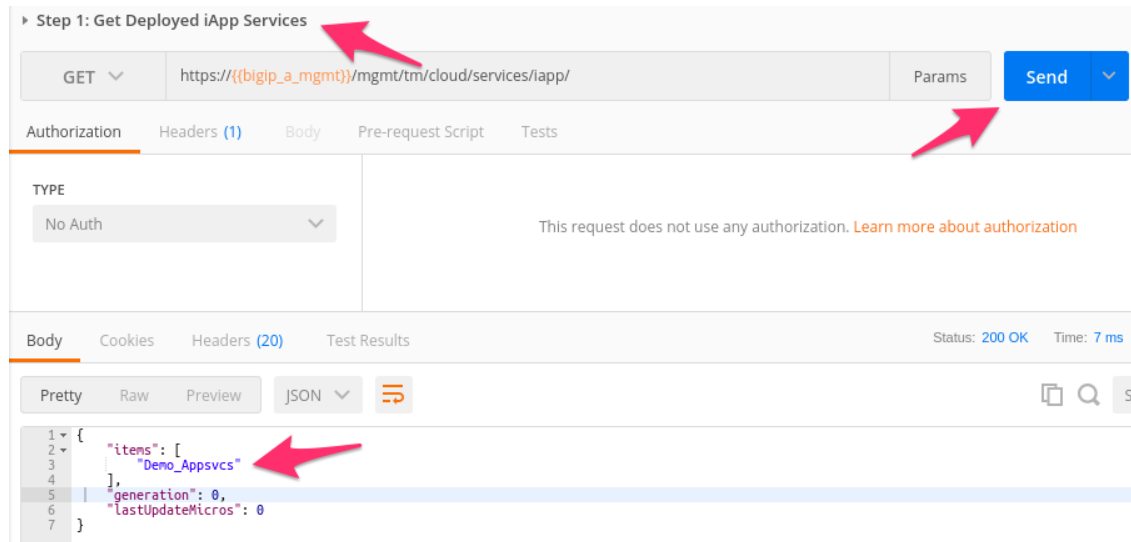 Step 1: Get Deployed iApp Services
GET https://{{bigip_a_mgmt}}/mgmt/tm/cloud/services/iapp/ Params Send
Authorization Headers (1) Body Pre-request Script Tests
TYPE
No Auth
This request does not use any authorization. Learn more about authorization
Body Cookies Headers (20) Test Results Status: 200 OK Time: 7 ms
Pretty Raw Preview JSON S
1 {
2 "items": [
3 "Demo_Appsvcs"
4 ],
5 "generation": 0,
6 "lastUpdateMicros": 0
7 }